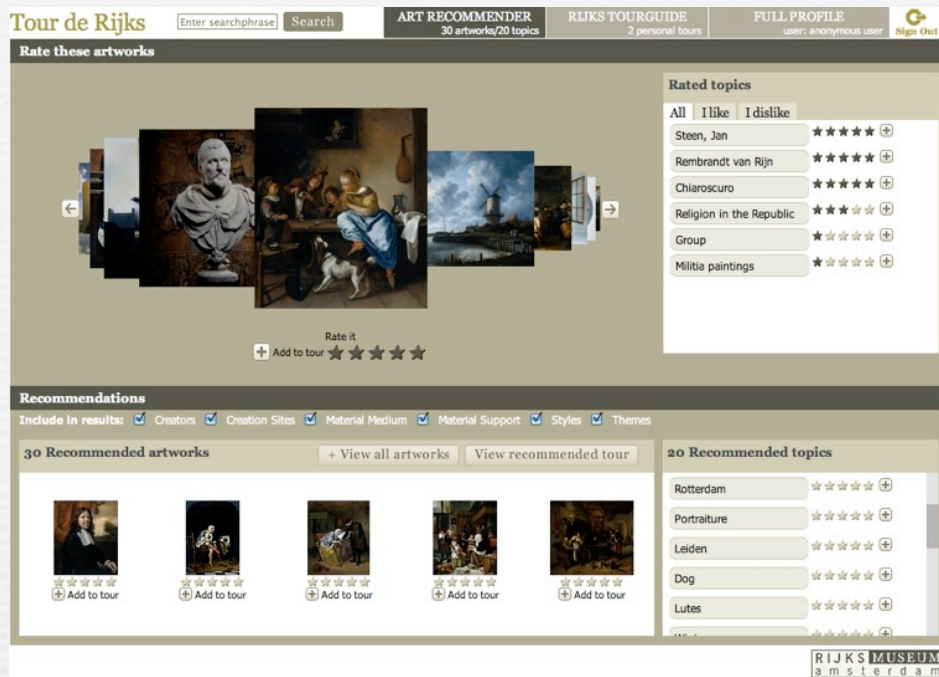 Tour de Rijks
Enter searchphrase
Search
ART RECOMMENDER
30 artworks/20 topics
RIJKS TOURGUIDE
2 personal tours
FULL PROFILE
user: anonymous user
Sign Out
Rate these artworks
Rated topics
All I like I dislike
Steen, Jan
Rembrandt van Rijn
Chiaroscuro
Religion in the Republic
Group
Militia paintings
Rate it
Add to tour
Recommendations
Include in results: Creators Creation Sites Material Medium Material Support Styles Themes
30 Recommended artworks
+ View all artworks
View recommended tour
Add to tour
Add to tour
Add to tour
Add to tour
Add to tour
20 Recommended topics
Rotterdam
Portraiture
Leiden
Dog
Lutes
RIJKS MUSEUM
amsterdam